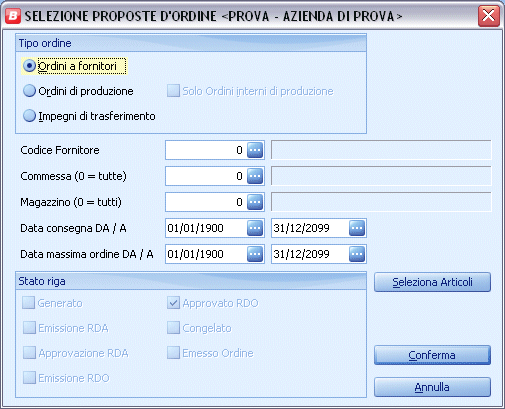 B SELEZIONE PROPOSTE D'ORDINE <PROVA - AZIENDA DI PROVA>
Tipo ordine
Ordini a fornitori
Ordini di produzione
Solo Ordini interni di produzione
Impegni di trasferimento
Codice Fornitore 0 ...
Commessa (0 = tutte) 0 ...
Magazzino (0 = tutti) 0 ...
Data consegna DA / A 01/01/1900 ... 31/12/2099 ...
Data massima ordine DA / A 01/01/1900 ... 31/12/2099 ...
Stato riga
Generato
Approvato RDO
Emissione RDA
Congelato
Approvazione RDA
Emesso Ordine
Emissione RDO
Seleziona Articoli
Conferma
Annulla